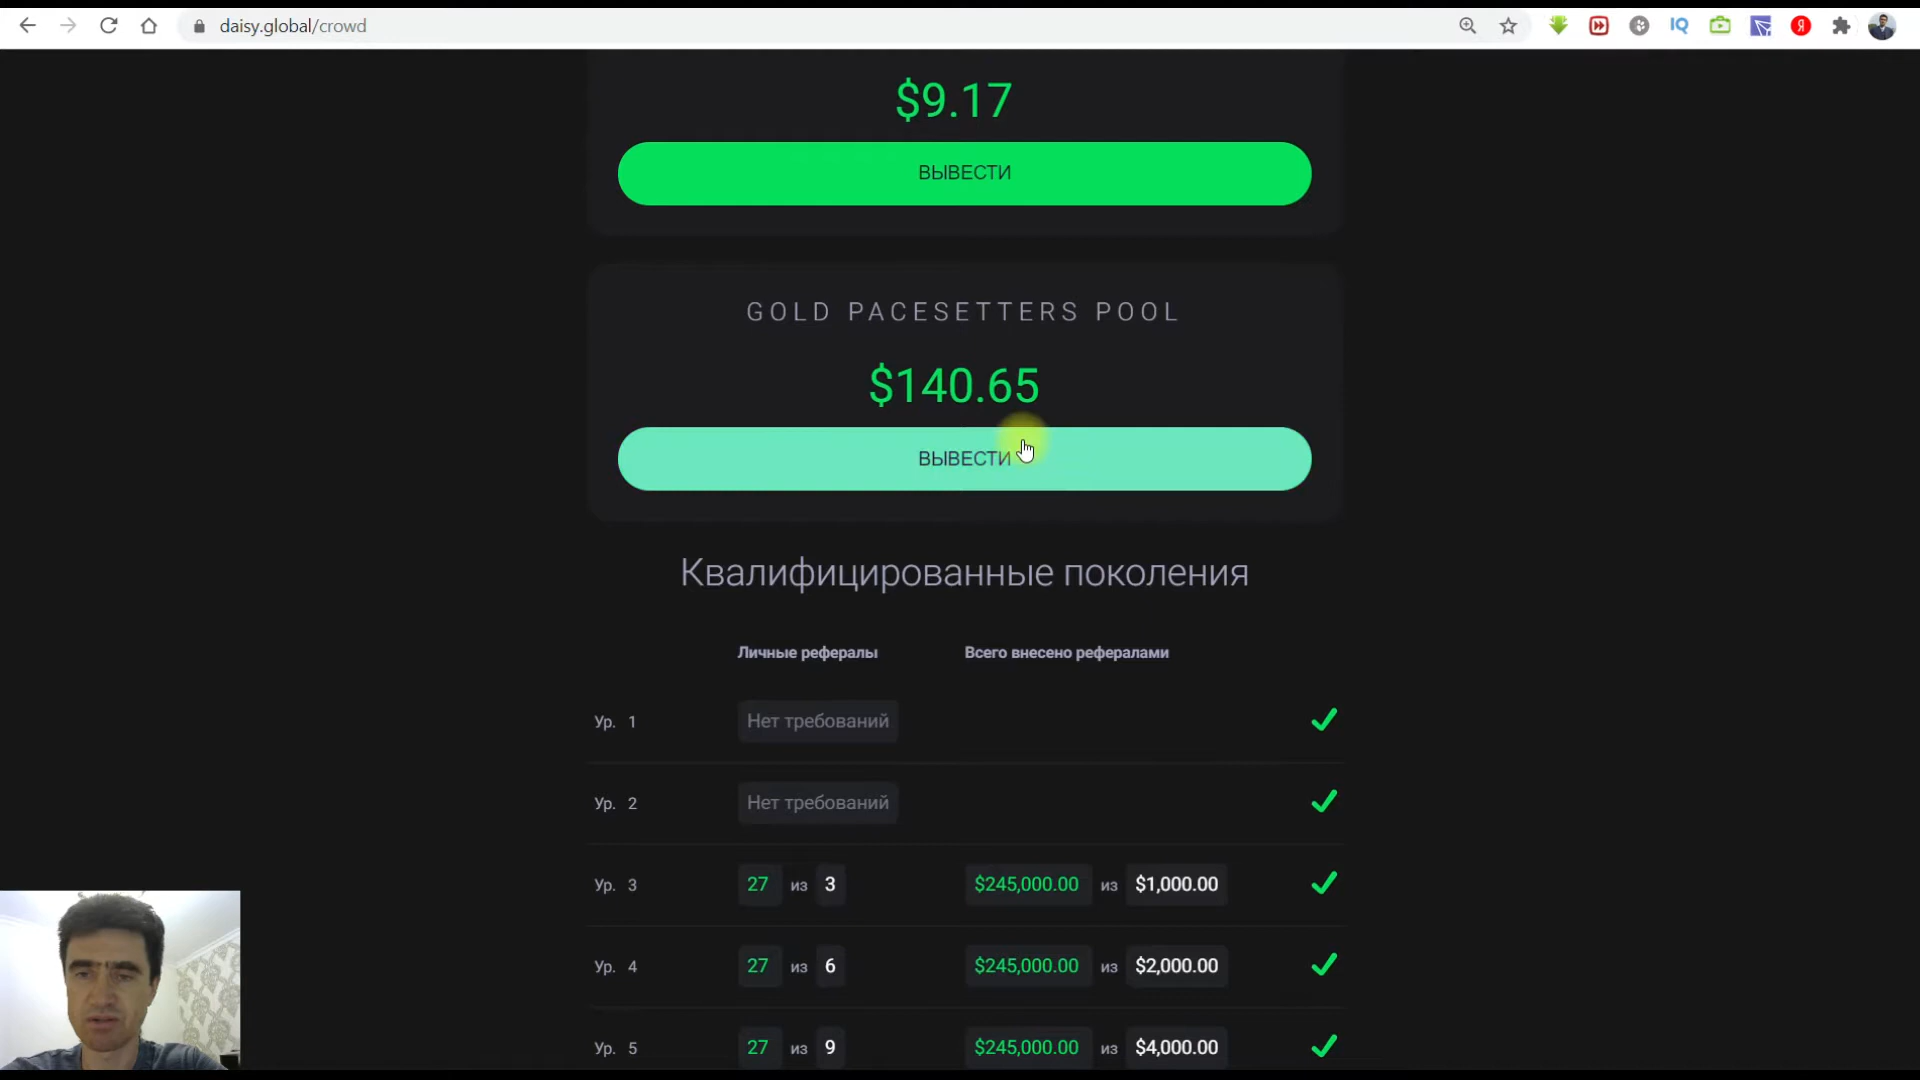 daisy.global/crowd
IQ
Я
$9.17
ВЫВЕСТИ
GOLD PACESETTERS POOL
$140.65
ВЫВЕСТИ
Квалифицированные поколения
Личные рефералы Всего внесено рефералами
Ур. 1 Нет требований
Ур. 2 Нет требований
Ур. 3 27 из 3 $245,000.00 из $1,000.00
Ур. 4 27 из 6 $245,000.00 из $2,000.00
Ур. 5 27 из 9 $245,000.00 из $4,000.00